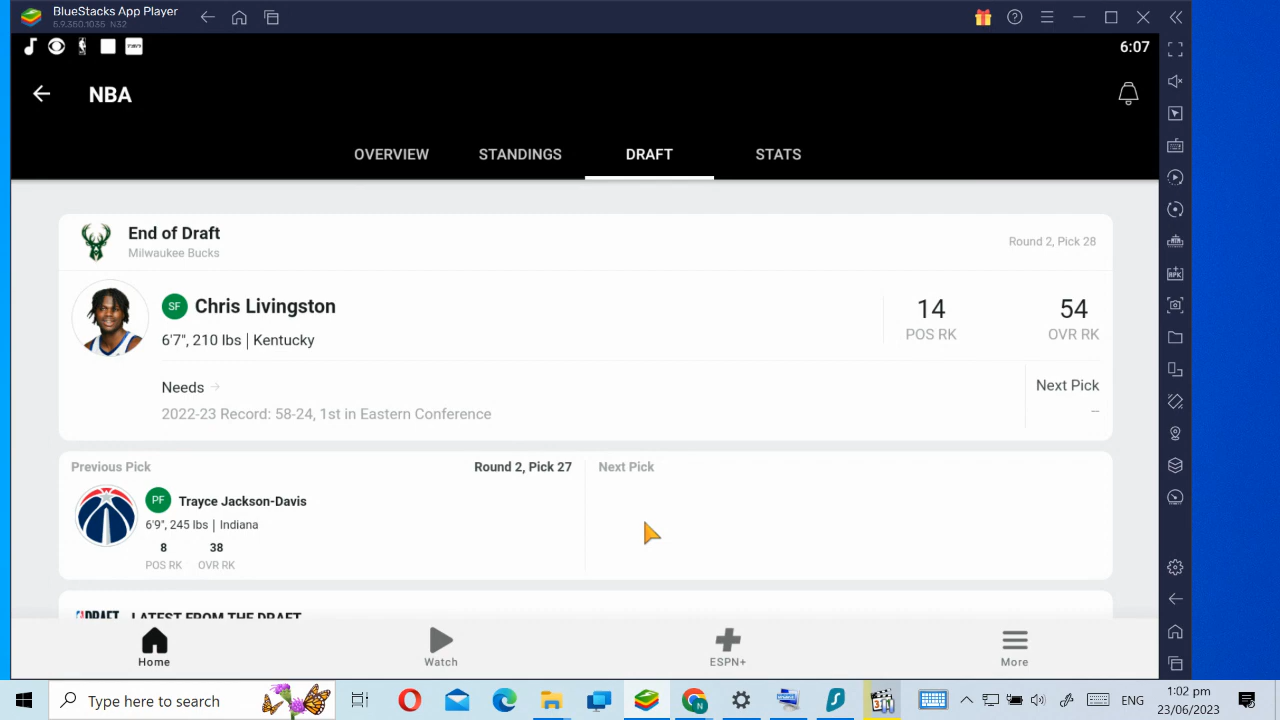 BlueStacks App Player
5.9.350.1035 N32
6:07
NBA
OVERVIEW STANDINGS DRAFT STATS
End of Draft
Milwaukee Bucks
Round 2, Pick 28
SF Chris Livingston
6'7", 210 lbs | Kentucky
14 54
POS RK OVR RK
Needs
2022-23 Record: 58-24, 1st in Eastern Conference
Next Pick
--
Previous Pick Round 2, Pick 27 Next Pick
PF Trayce Jackson-Davis
6'9", 245 lbs | Indiana
8 38
POS RK OVR RK
DRAFT LATEST FROM THE DRAFT
Home Watch ESPN+ More
Type here to search
1:02 pm
23/06/2023